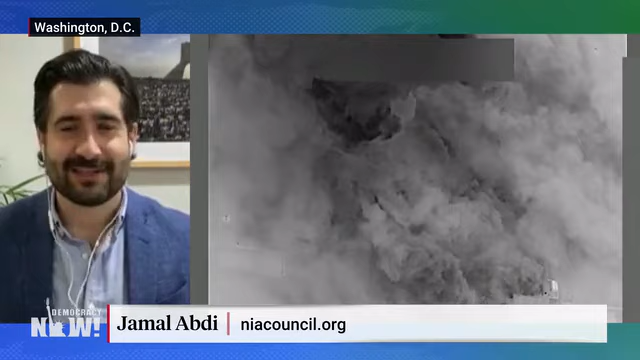 Washington, D.C.
DEMOCRACY
NOW!
Jamal Abdi
niacouncil.org